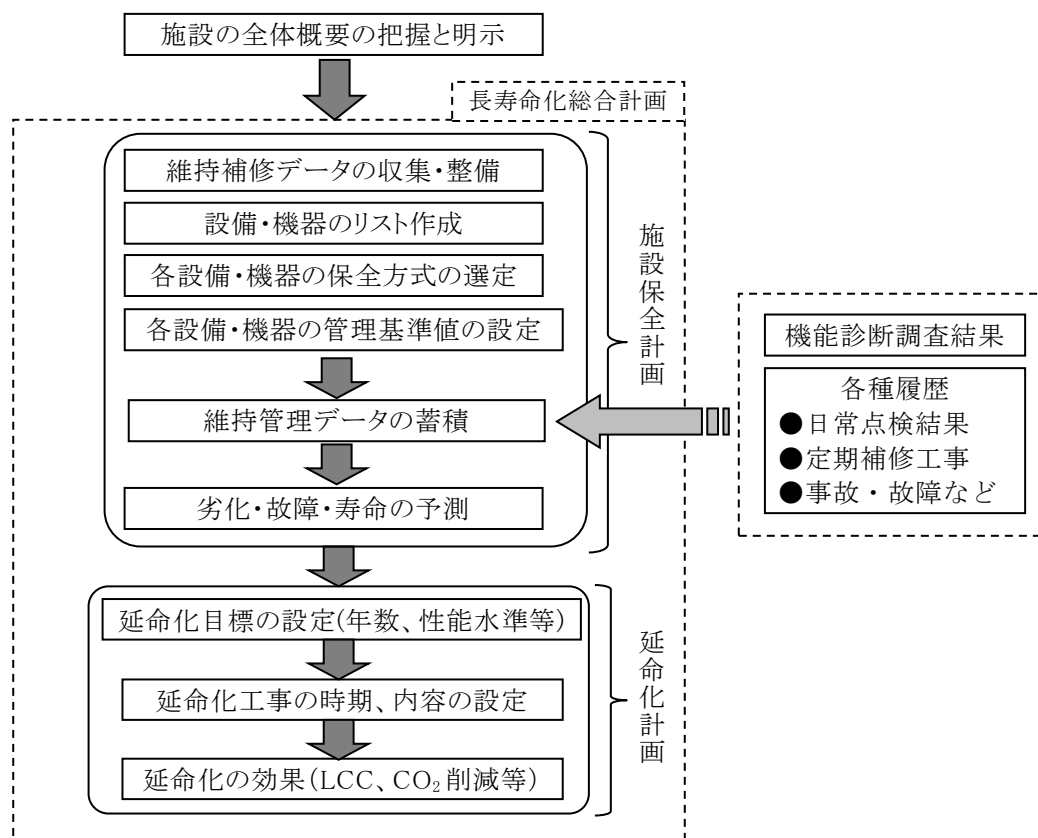 施設の全体概要の把握と明示
長寿命化総合計画
維持補修データの収集・整備
設備・機器のリスト作成
各設備・機器の保全方式の選定
各設備・機器の管理基準値の設定
維持管理データの蓄積
劣化・故障・寿命の予測
施設保全計画
機能診断調査結果
各種履歴
●日常点検結果
●定期補修工事
●事故・故障など
延命化目標の設定(年数、性能水準等)
延命化工事の時期、内容の設定
延命化の効果(LCC、CO₂削減等)
延命化計画